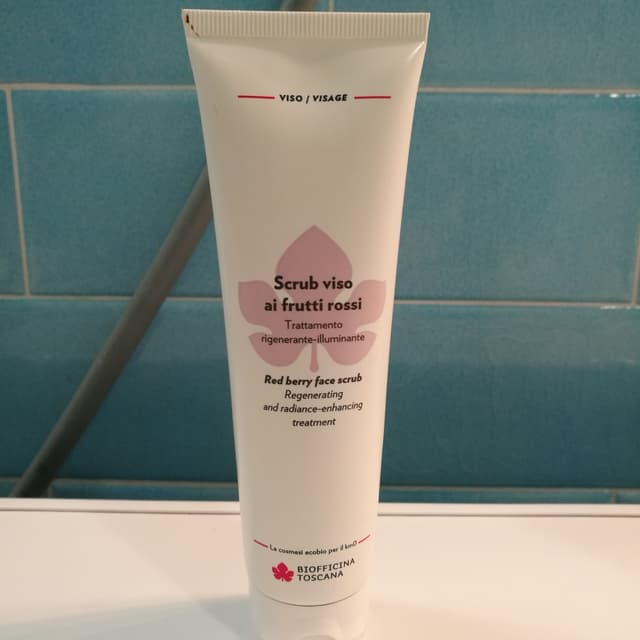 VISO / VISAGE
Scrub viso
ai frutti rossi
Trattamento
rigenerante-illuminante
Red berry face scrub
Regenerating
and radiance-enhancing
treatment
La cosmesi ecobio per il km0
BIOFFICINA
TOSCANA